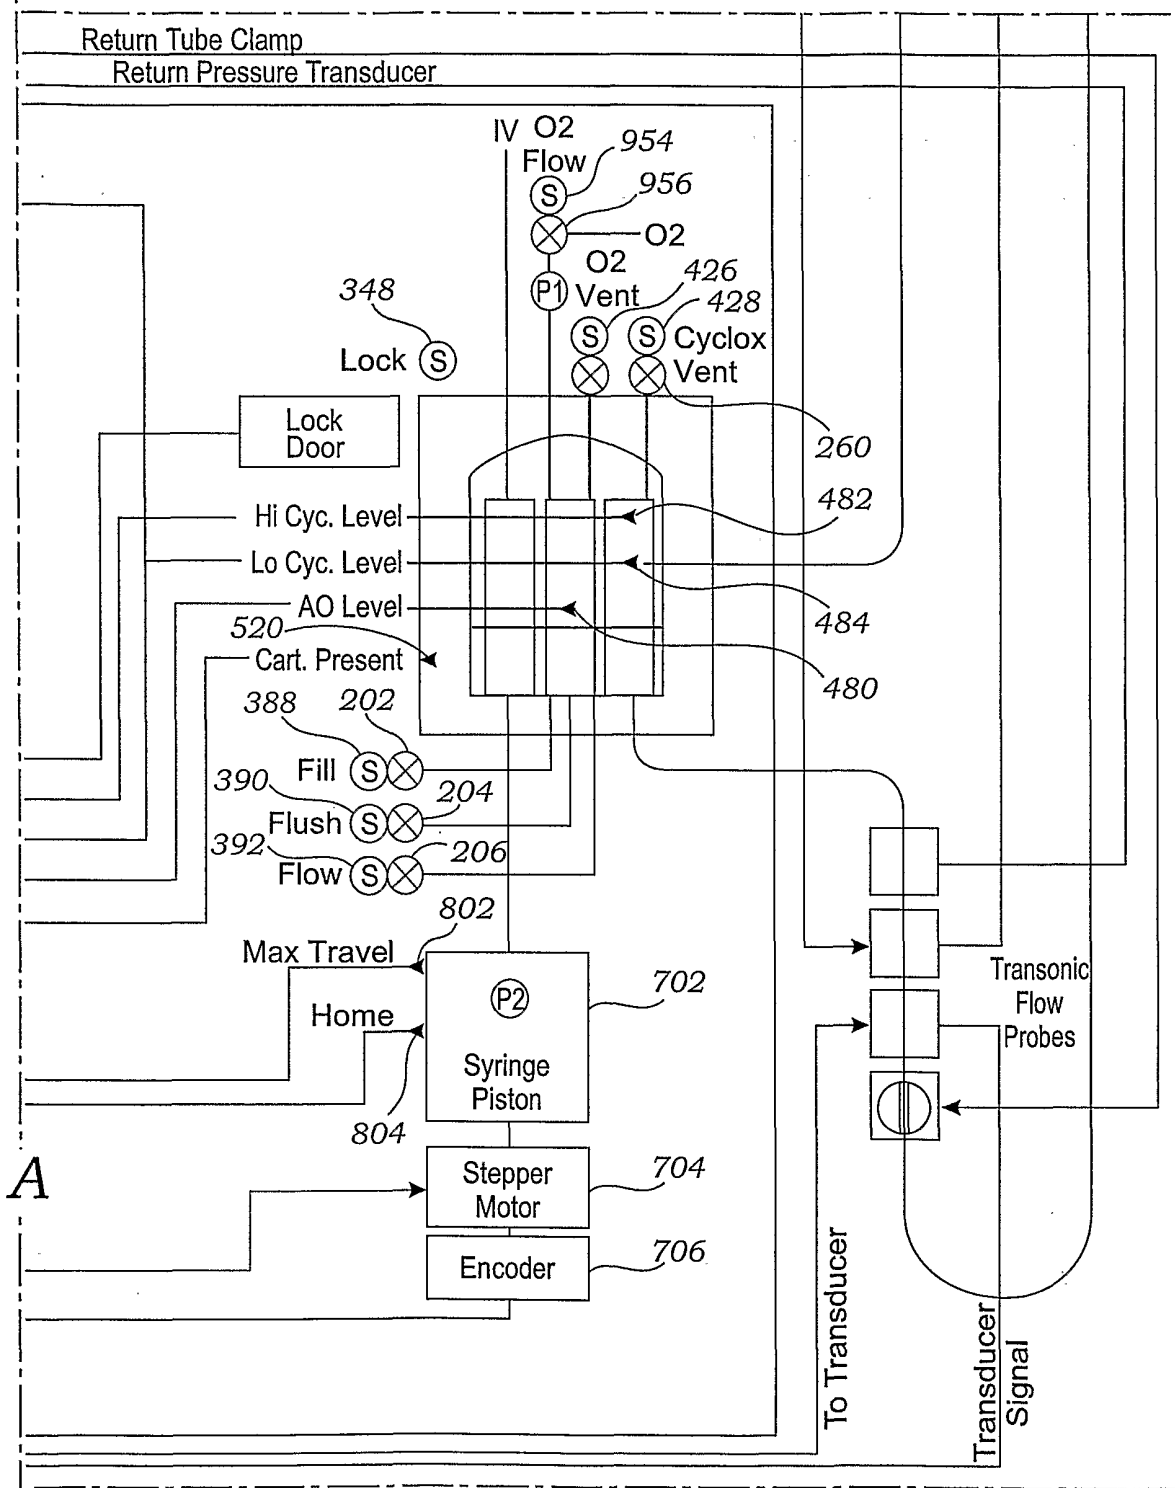 Return Tube Clamp
Return Pressure Transducer
IV O2
Flow
954
S
956
O2
O2
Vent
P1
426
428
348
S
S
Cyclox
Vent
Lock S
Lock
Door
260
Hi Cyc. Level
482
Lo Cyc. Level
AO Level
484
520
Cart. Present
480
388
202
Fill S
390
204
Flush S
392
206
Flow S
802
Max Travel
P2
702
Home
Syringe
Piston
804
Transonic
Flow
Probes
A
Stepper
Motor
704
Encoder
706
To Transducer
Transducer
Signal